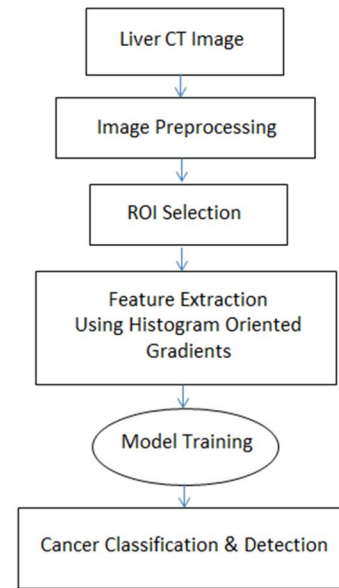 Liver CT Image
Image Preprocessing
ROI Selection
Feature Extraction
Using Histogram Oriented
Gradients
Model Training
Cancer Classification & Detection